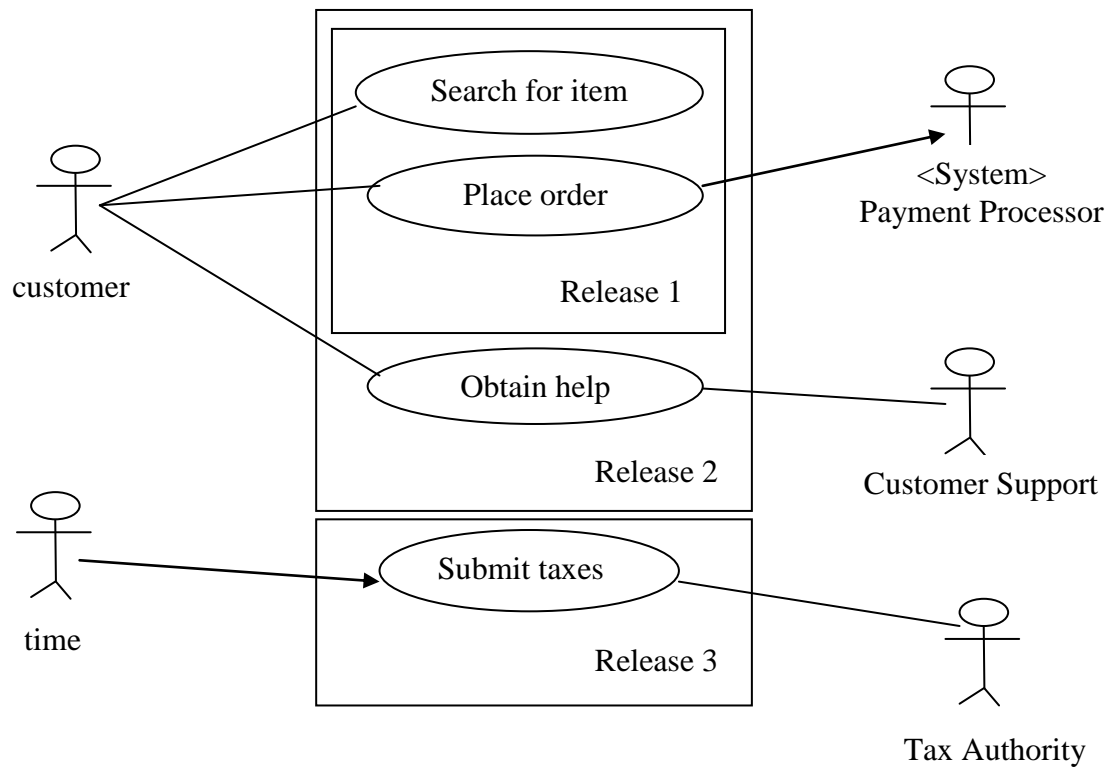 Search for item
Place order
<System>
Payment Processor
customer
Release 1
Obtain help
Release 2
Customer Support
Submit taxes
time
Release 3
Tax Authority